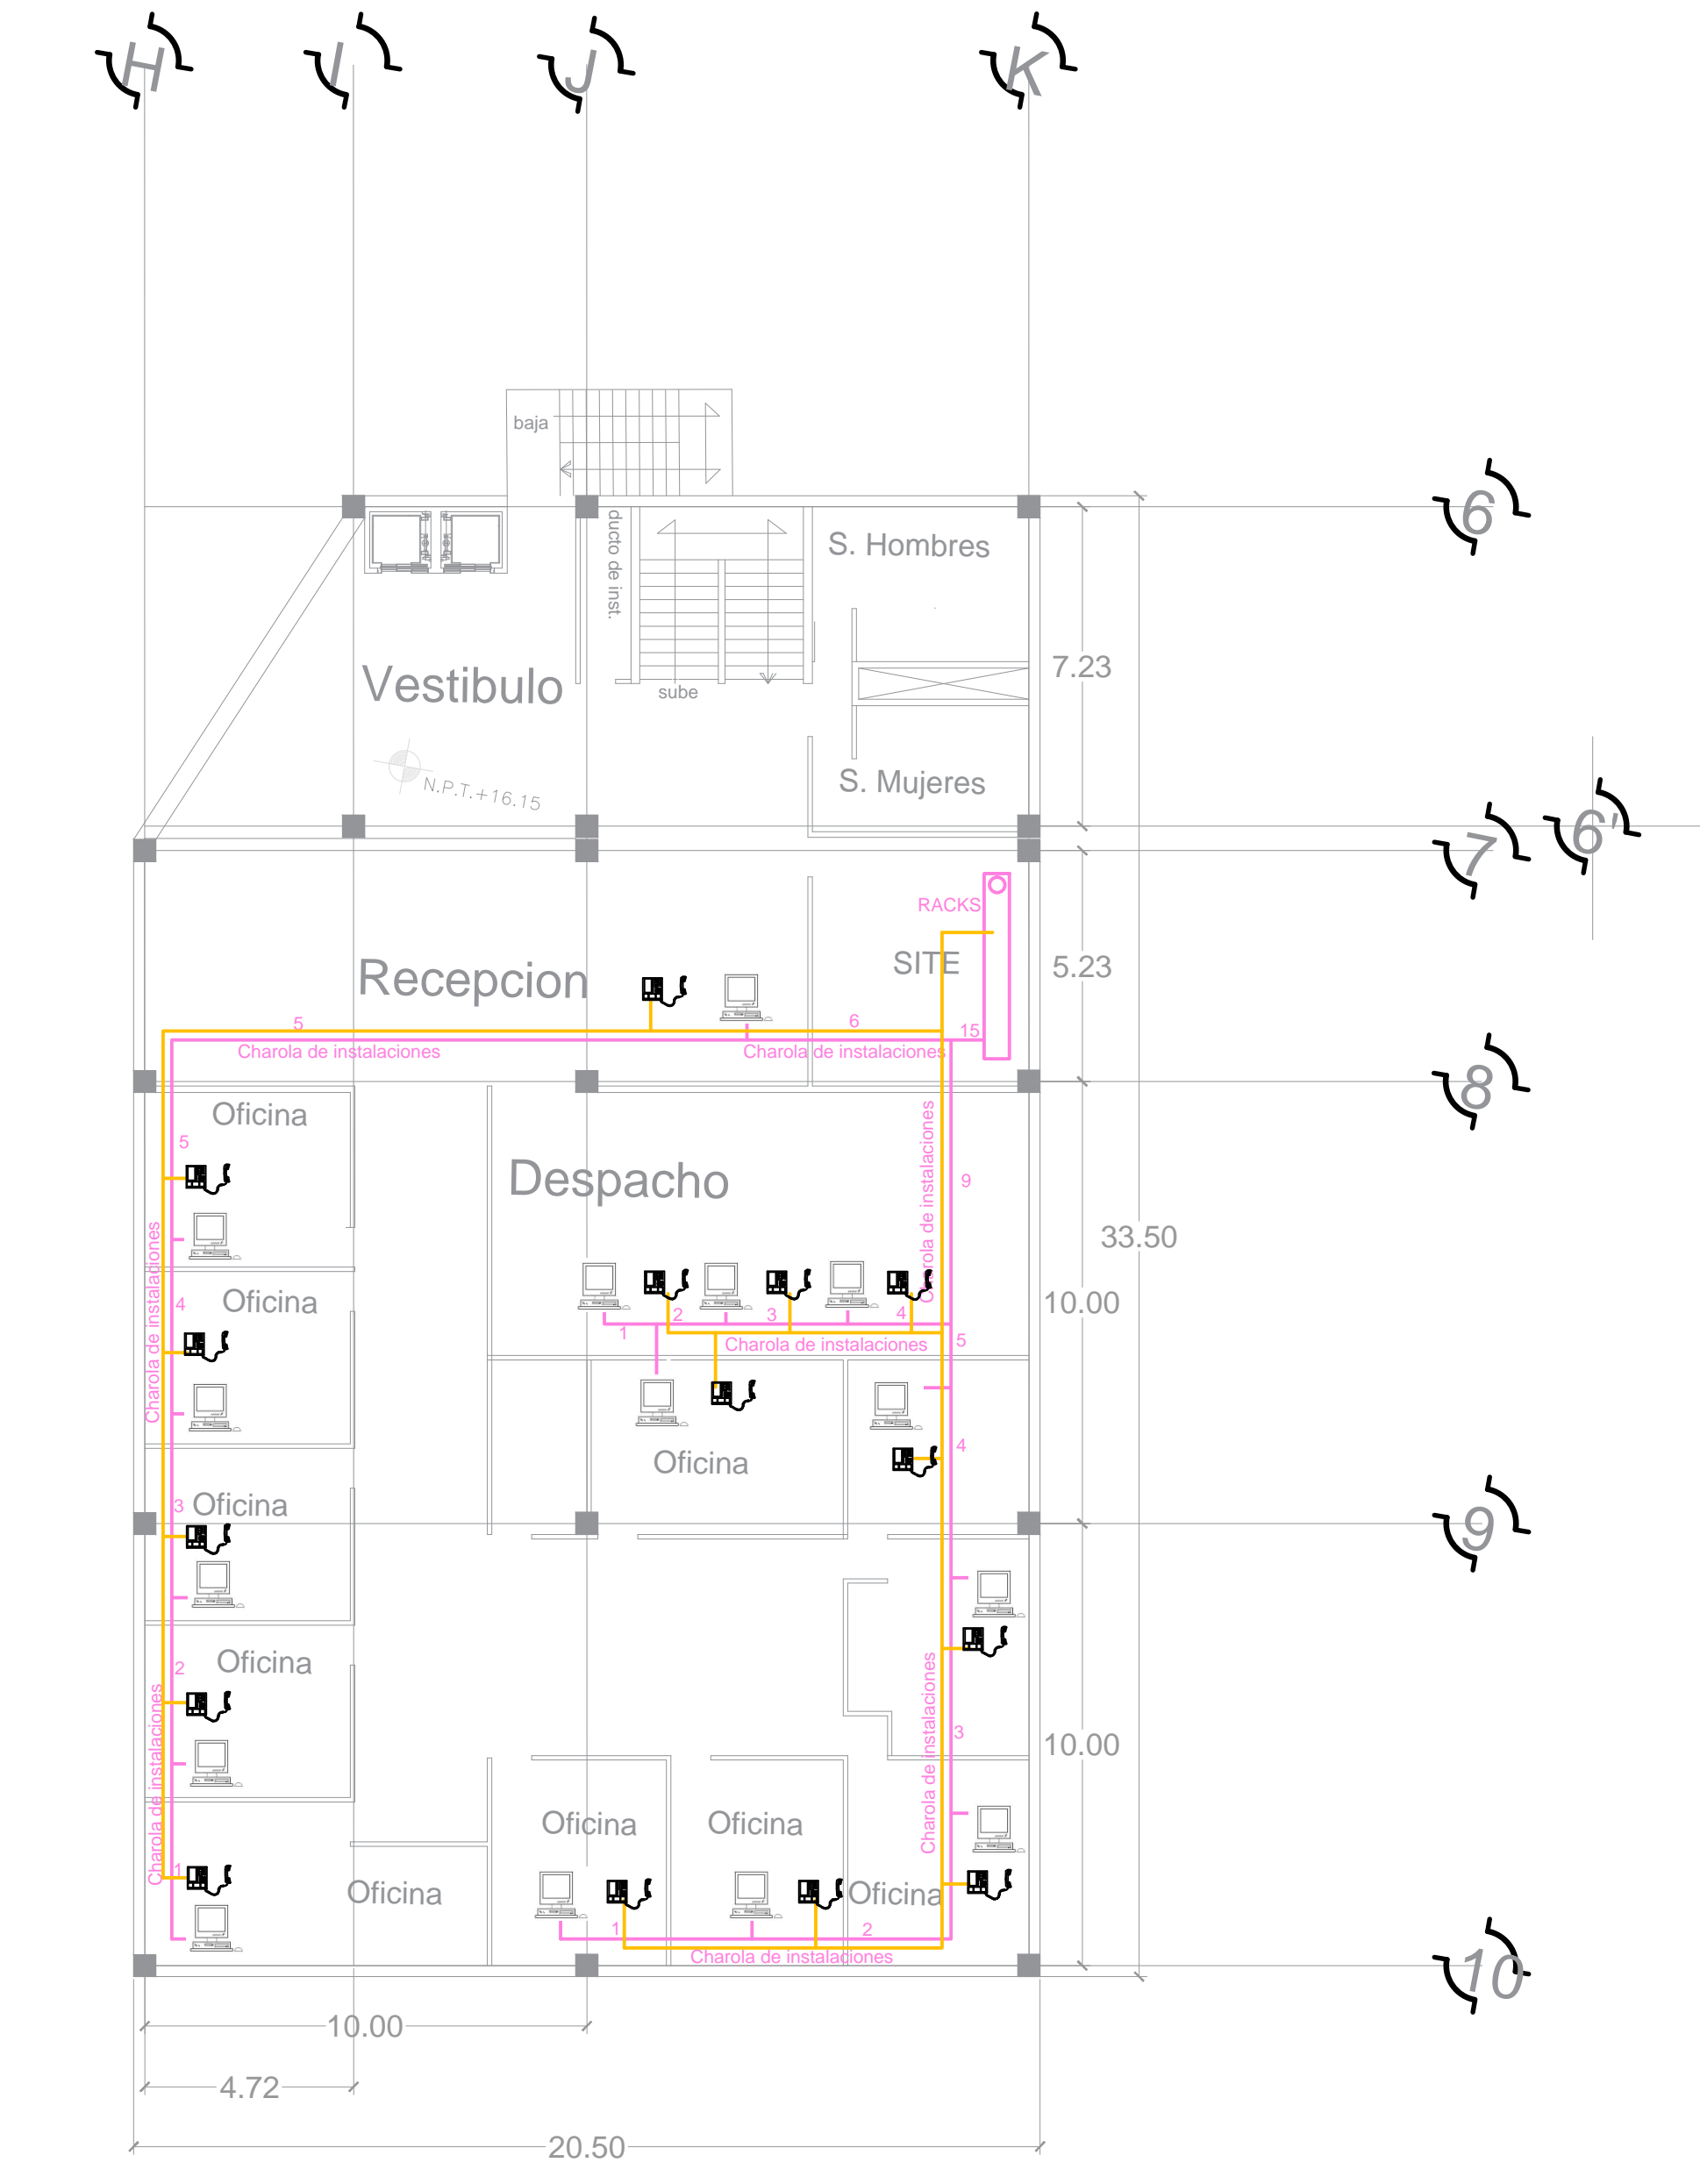 H
I
J
K
baja
6
ducto de inst.
S. Hombres
7.23
Vestibulo
sube
S. Mujeres
N.P.T.+16.15
6'
7
RACKS
SITE
5.23
Recepcion
5
6
15
Charola de instalaciones
Charola de instalaciones
8
Oficina
5
Charola de instalaciones
Despacho
9
33.50
Charola de instalaciones
4
Oficina
10.00
1
2
3
4
Charola de instalaciones
5
4
Oficina
3
Oficina
9
Oficina
2
Charola de instalaciones
Charola de instalaciones
3
10.00
Oficina
Oficina
1
Oficina
Oficina
1
2
Charola de instalaciones
10
10.00
4.72
20.50